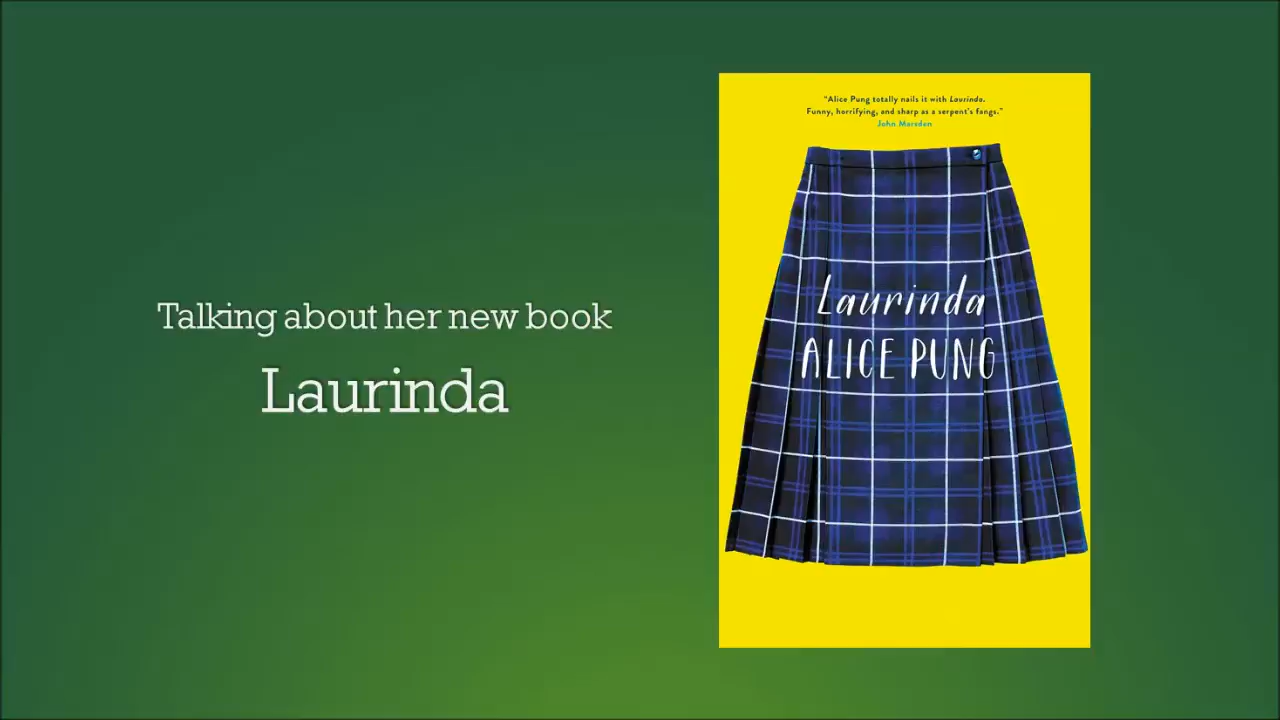 Talking about her new book
Laurinda
“Alice Pung totally nails it with Laurinda.
Funny, horrifying, and sharp as a serpent's fangs.”
John Marsden
Laurinda
ALICE PUNG